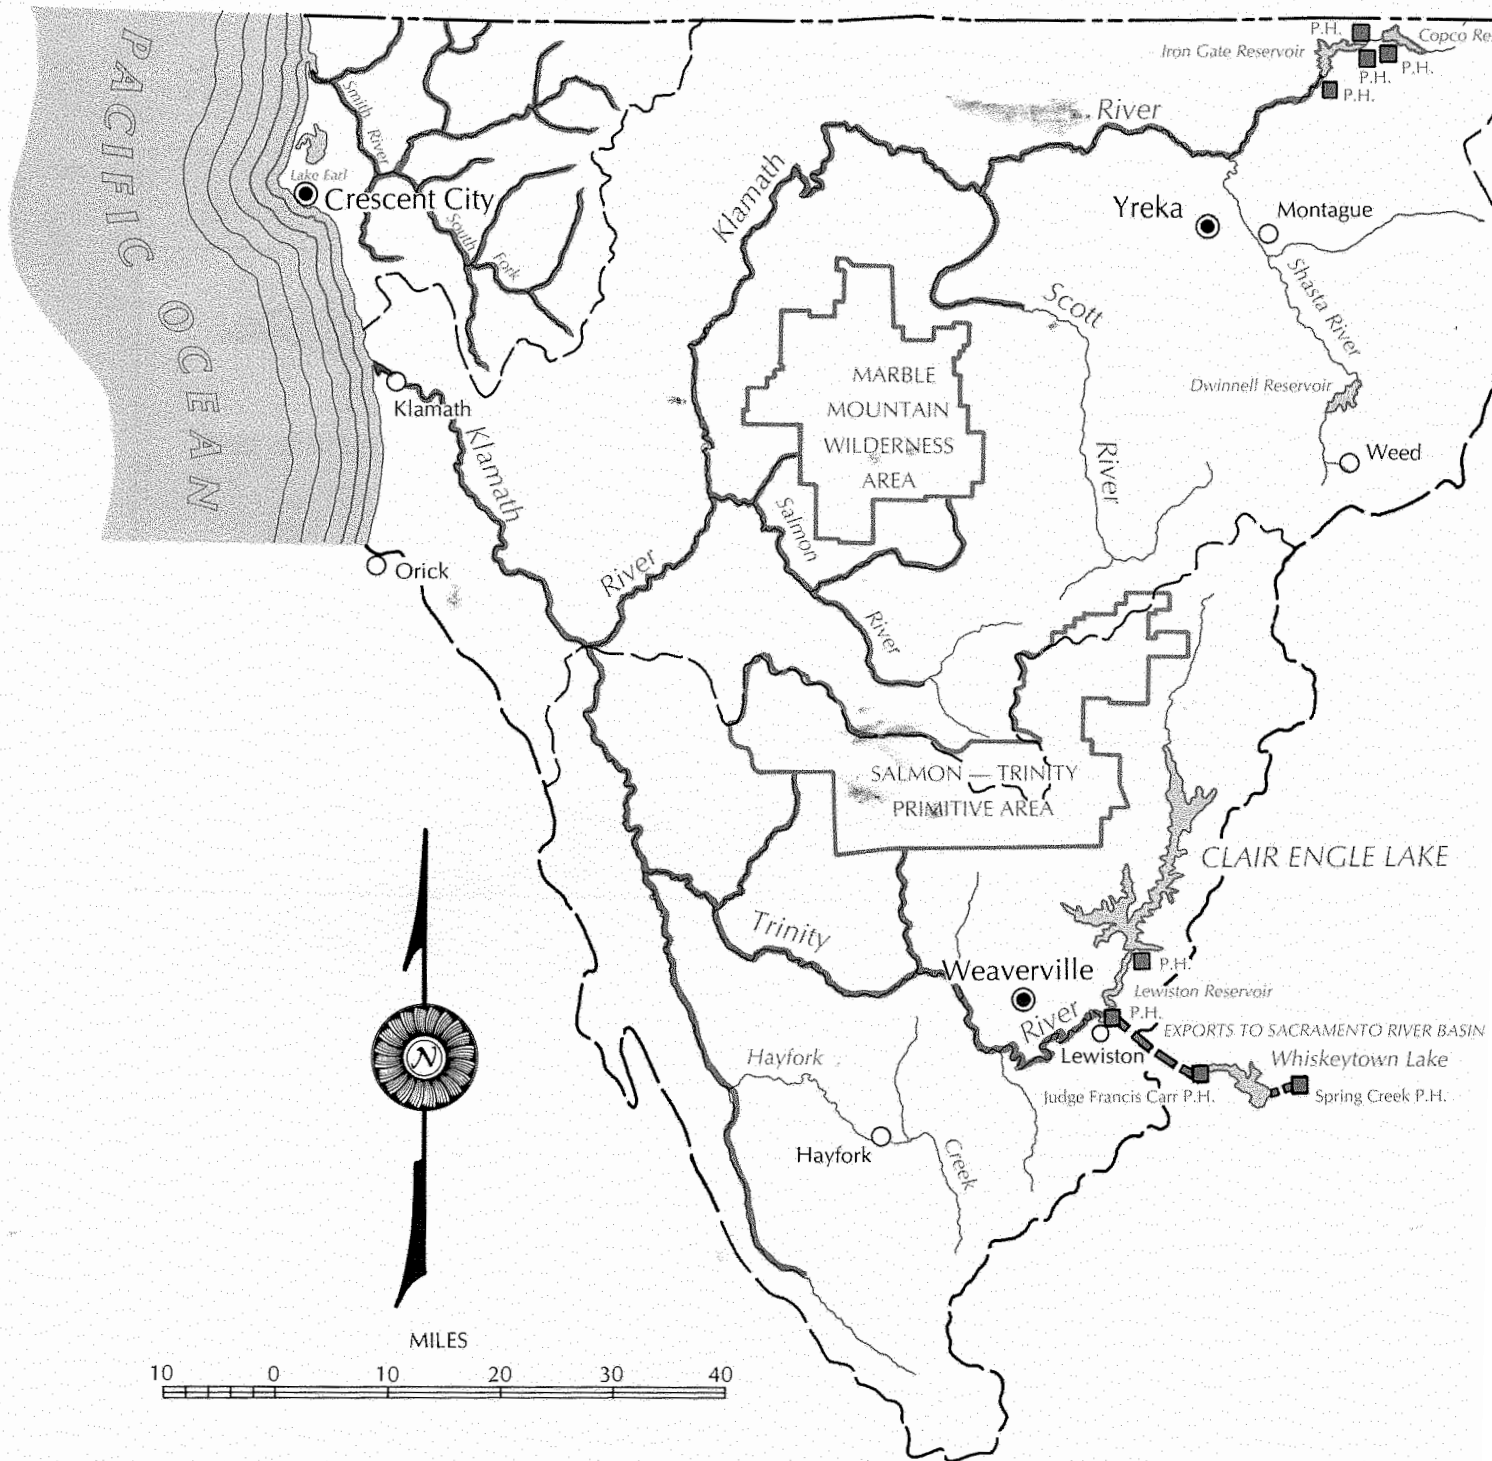 P.H.
Copco Re
Iron Gate Reservoir
P.H.
P.H.
P.H.
PACIFIC OCEAN
Smith River
River
Klamath
Lake Earl
Crescent City
Yreka
Montague
South Fork
Shasta River
Scott
MARBLE
MOUNTAIN
WILDERNESS
AREA
Dwinnell Reservoir
Klamath
Klamath
River
Weed
Salmon
River
Orick
River
SALMON — TRINITY
PRIMITIVE AREA
CLAIR ENGLE LAKE
Trinity
Weaverville
P.H.
Lewiston Reservoir
River
P.H.
EXPORTS TO SACRAMENTO RIVER BASIN
Lewiston
Whiskeytown Lake
Hayfork
Judge Francis Carr P.H.
Spring Creek P.H.
N
Hayfork
Creek
MILES
10 0 10 20 30 40